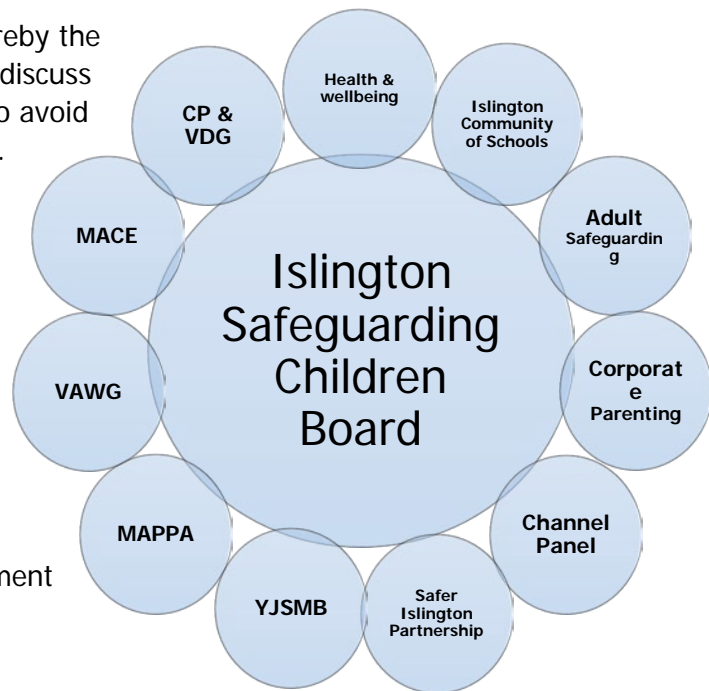 reby the
discuss
o avoid
.
Health &
wellbeing
Islington
Community
of Schools
Adult
Safeguardin
g
Corporat
e
Parenting
Channel
Panel
Safer
Islington
Partnership
YJSMB
MAPPA
VAWG
MACE
CP &
VDG
Islington
Safeguarding
Children
Board
ment